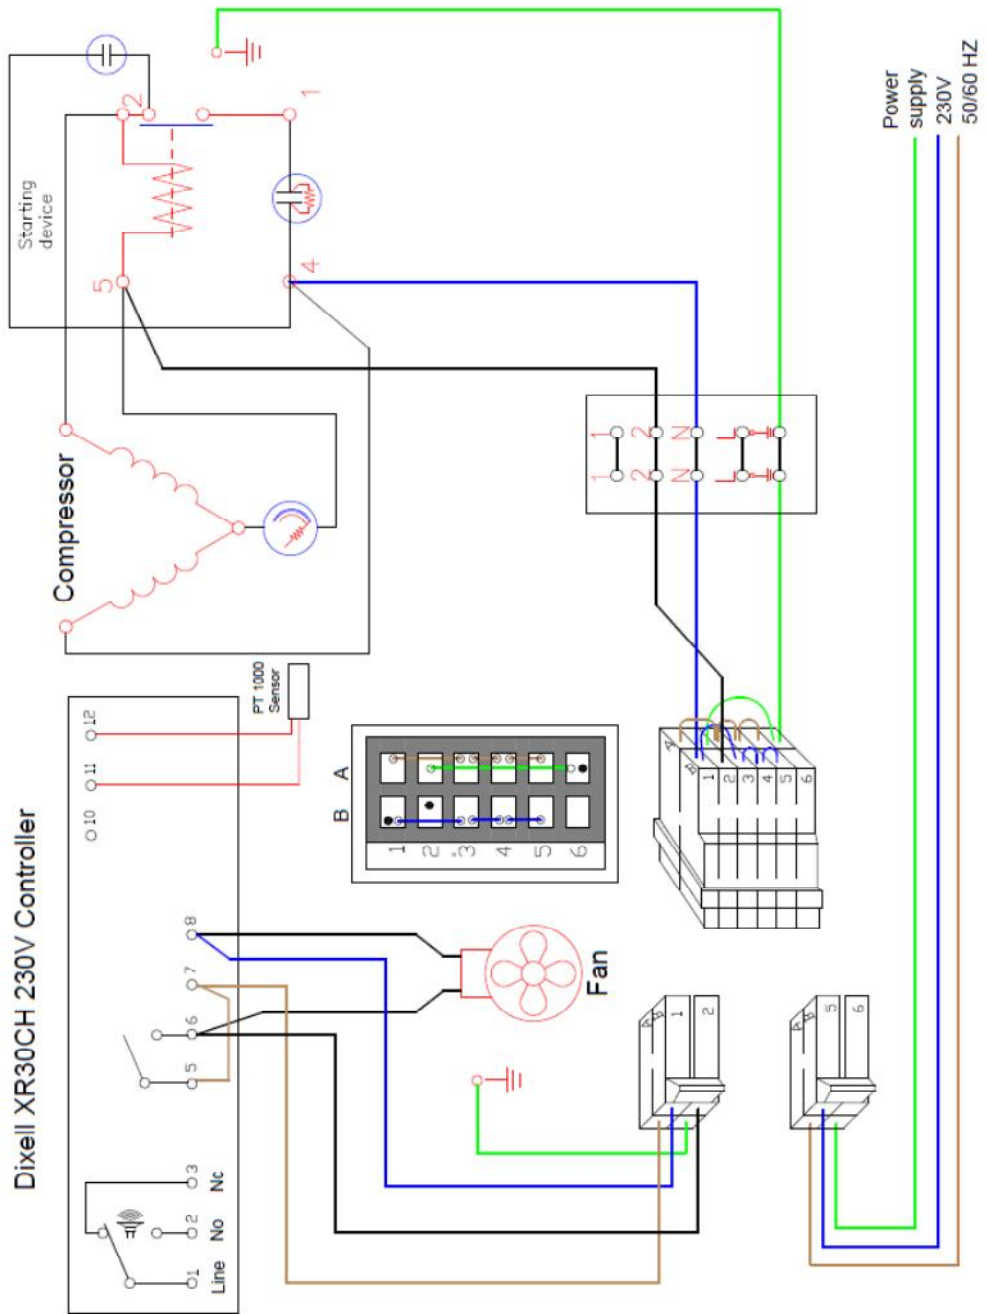 Dixell XR30CH 230V Controller
Line
No
Nc
1
2
3
5
6
7
8
10
11
12
PT 1000
Sensor
Compressor
Starting
device
2
1
5
4
Fan
B
A
1
2
3
4
5
6
A
B
1
2
3
4
5
6
A
B
1
2
A
B
5
6
1
2
N
L
1
2
N
L
Power
supply
230V
50/60 HZ